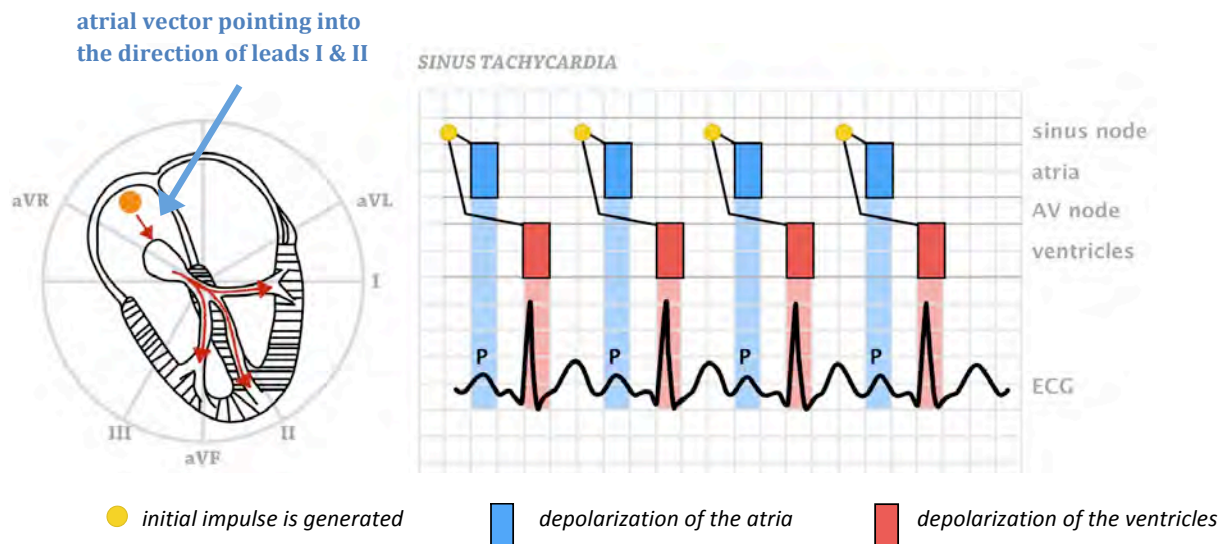 atrial vector pointing into
the direction of leads I & II
SINUS TACHYCARDIA
aVR
aVL
I
II
III
aVF
sinus node
atria
AV node
ventricles
P
P
P
P
ECG
initial impulse is generated
depolarization of the atria
depolarization of the ventricles